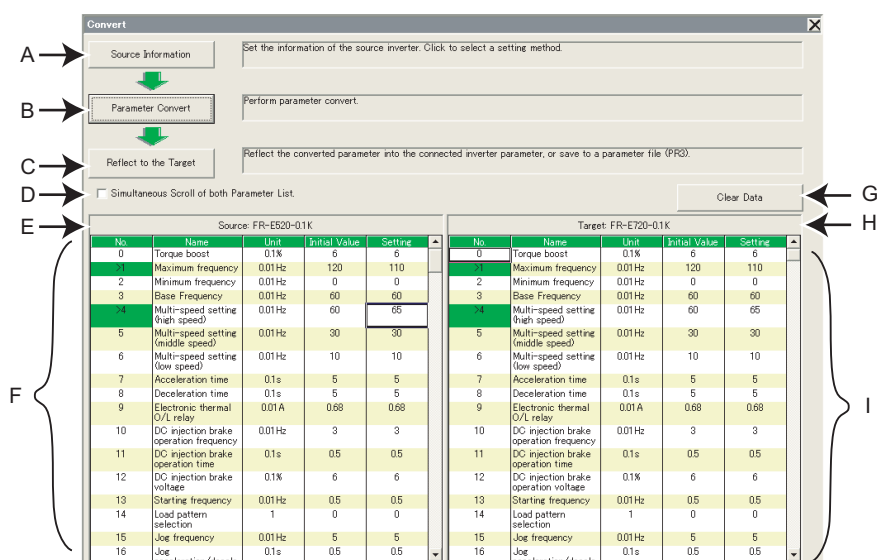 Convert
A
Source Information
Set the information of the source inverter. Click to select a setting method.
B
Parameter Convert
Perform parameter convert.
C
Reflect to the Target
Reflect the converted parameter into the connected inverter parameter, or save to a parameter file (PR3).
D
Simultaneous Scroll of both Parameter List.
Clear Data
G
E
Source: FR-E520-0.1K
Target: FR-E720-0.1K
H
F
No. Name Unit Initial Value Setting
0 Torque boost 0.1% 6 6
>1 Maximum frequency 0.01Hz 120 110
2 Minimum frequency 0.01Hz 0 0
3 Base Frequency 0.01Hz 60 60
>4 Multi-speed setting 0.01Hz 60 65
(high speed)
5 Multi-speed setting 0.01Hz 30 30
(middle speed)
6 Multi-speed setting 0.01Hz 10 10
(low speed)
7 Acceleration time 0.1s 5 5
8 Deceleration time 0.1s 5 5
9 Electronic thermal 0.01A 0.68 0.68
O/L relay
10 DC injection brake 0.01Hz 3 3
operation frequency
11 DC injection brake 0.1s 0.5 0.5
operation time
12 DC injection brake 0.1% 6 6
voltage
13 Starting frequency 0.01Hz 0.5 0.5
14 Load pattern 1 0 0
selection
15 Jog frequency 0.01Hz 5 5
16 Jog 0.1s 0.5 0.5
No. Name Unit Initial Value Setting
0 Torque boost 0.1% 6 6
>1 Maximum frequency 0.01Hz 120 110
2 Minimum frequency 0.01Hz 0 0
3 Base Frequency 0.01Hz 60 60
>4 Multi-speed setting 0.01Hz 60 65
(high speed)
5 Multi-speed setting 0.01Hz 30 30
(middle speed)
6 Multi-speed setting 0.01Hz 10 10
(low speed)
7 Acceleration time 0.1s 5 5
8 Deceleration time 0.1s 5 5
9 Electronic thermal 0.01A 0.68 0.68
O/L relay
10 DC injection brake 0.01Hz 3 3
operation frequency
11 DC injection brake 0.1s 0.5 0.5
operation time
12 DC injection brake 0.1% 6 6
operation voltage
13 Starting frequency 0.01Hz 0.5 0.5
14 Load pattern 1 0 0
selection
15 Jog frequency 0.01Hz 5 5
16 Jog 0.1s 0.5 0.5
I